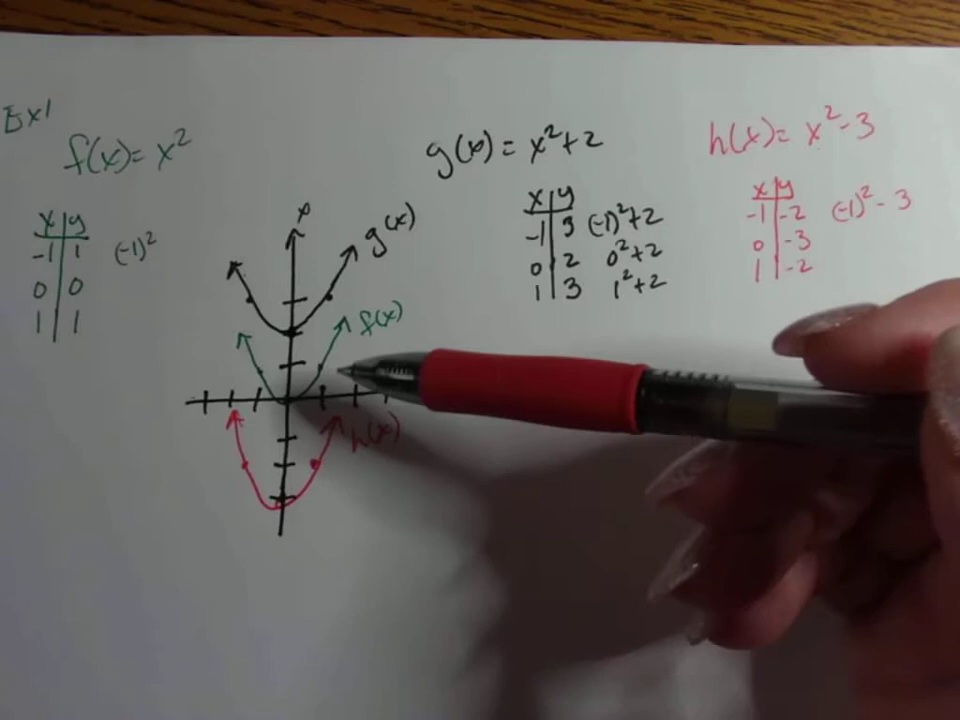 Ex1
f(x)= x²
x | y
-1 | 1 (-1)²
0 | 0
1 | 1
g(x) = x²+2
x | y
-1 | 3 (-1)²+2
0 | 2 0²+2
1 | 3 1²+2
h(x)= x²-3
x | y
-1 | -2 (-1)²-3
0 | -3
1 | -2
g(x)
f(x)
h(x)